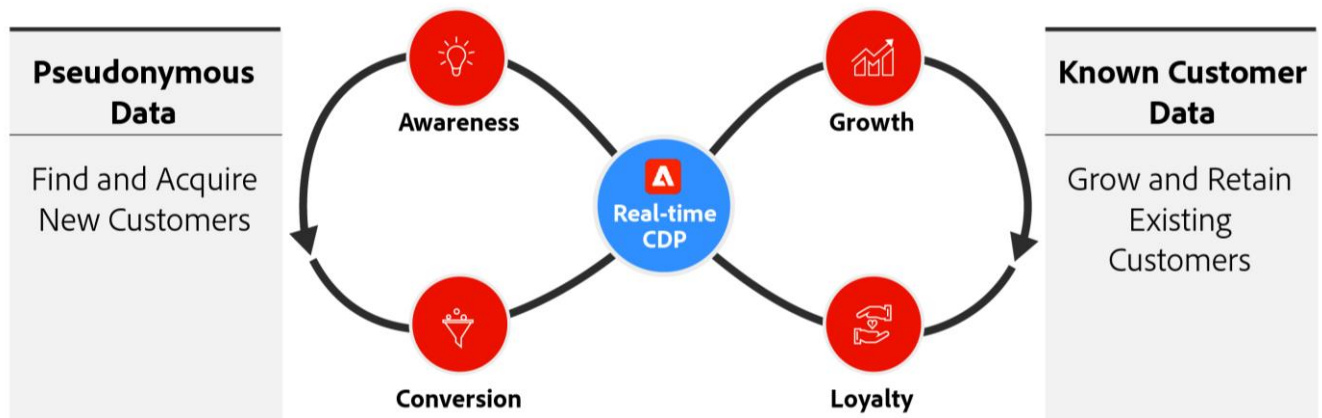 Pseudonymous
Data
Find and Acquire
New Customers
Awareness
Conversion
Real-time
CDP
Growth
Loyalty
Known Customer
Data
Grow and Retain
Existing
Customers